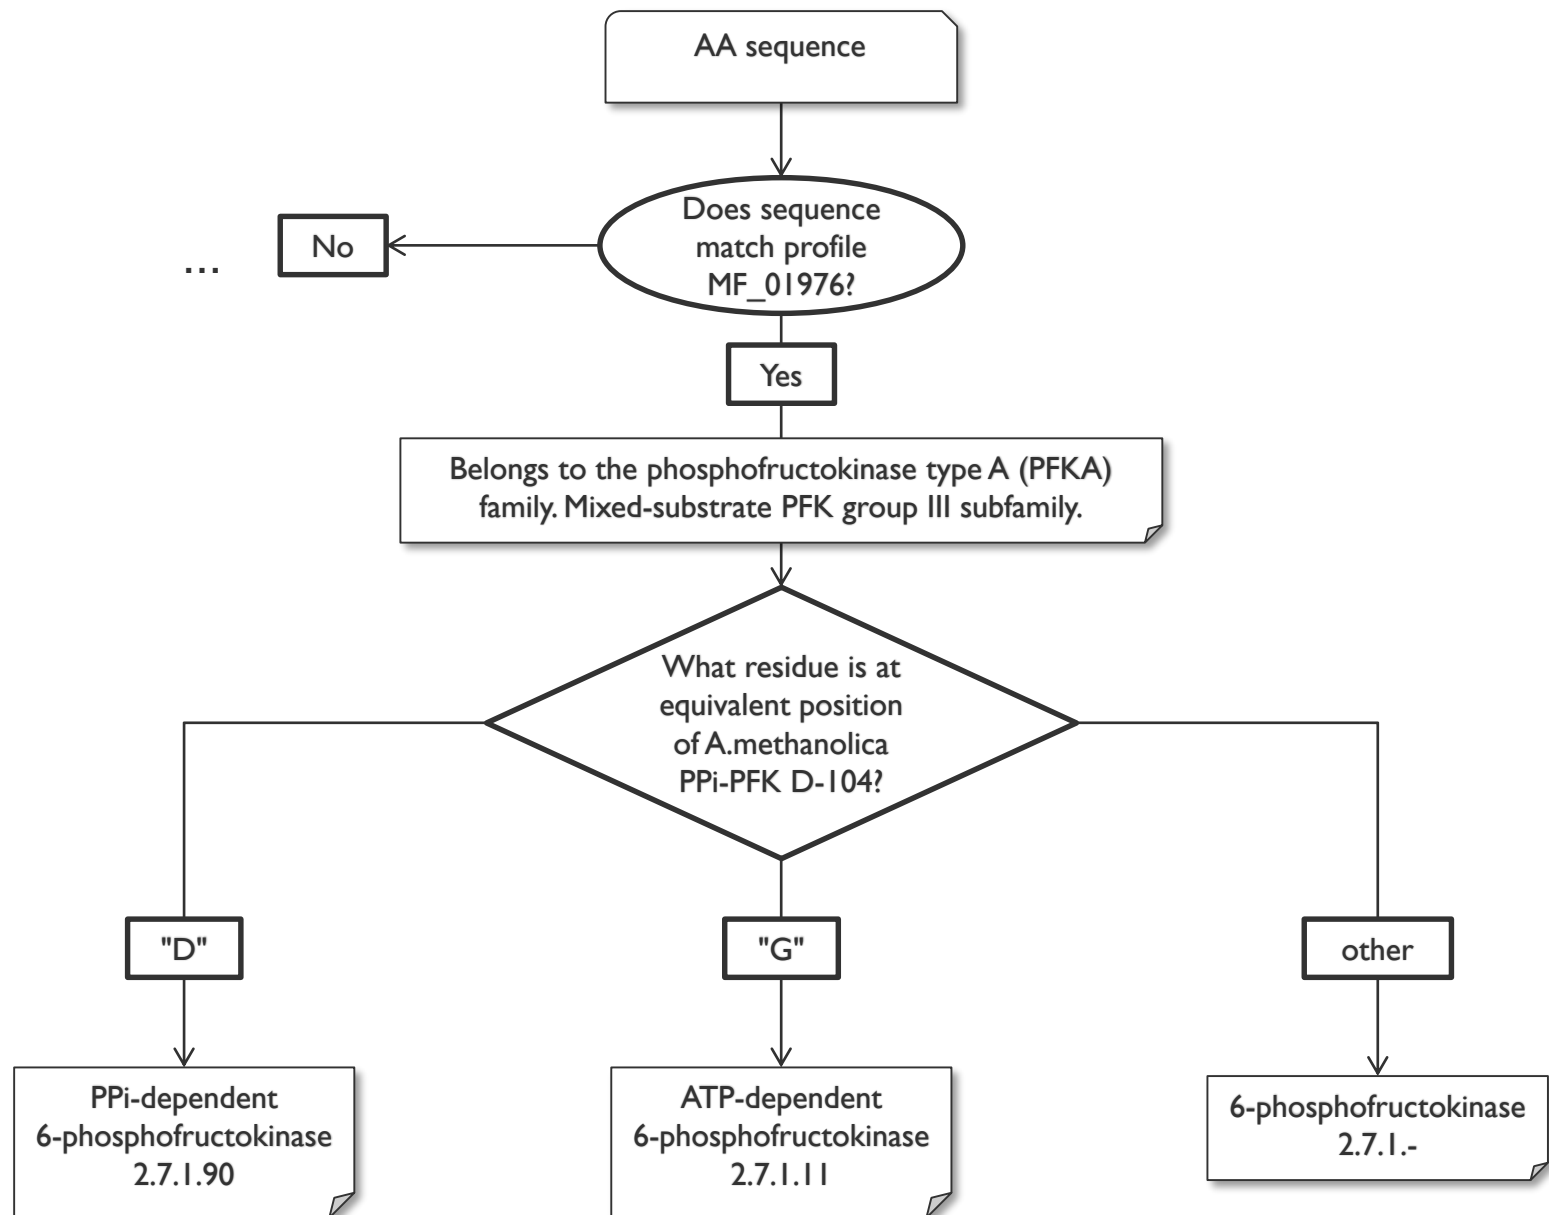 AA sequence
Does sequence
match profile
MF_01976?
No
...
Yes
Belongs to the phosphofructokinase type A (PFKA)
family. Mixed-substrate PFK group III subfamily.
What residue is at
equivalent position
of A.methanolica
PPi-PFK D-104?
"D"
"G"
other
PPi-dependent
6-phosphofructokinase
2.7.1.90
ATP-dependent
6-phosphofructokinase
2.7.1.11
6-phosphofructokinase
2.7.1.-